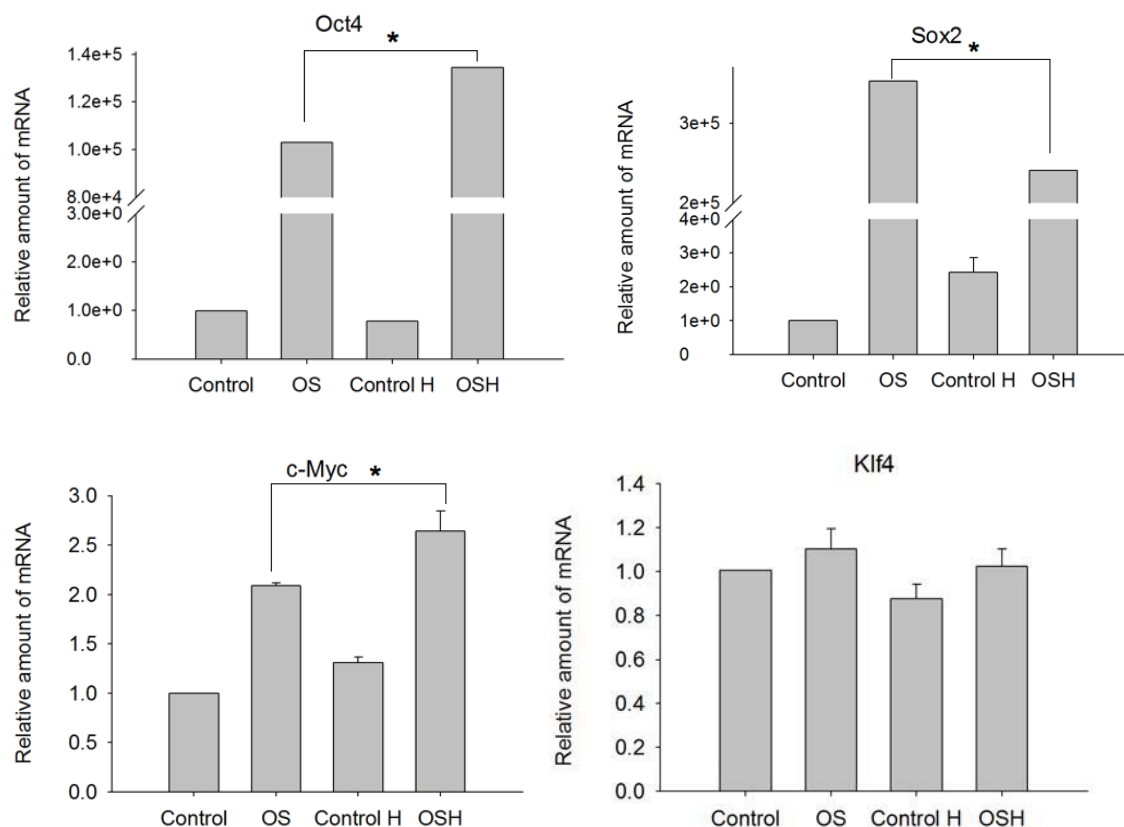 Oct4
*
Relative amount of mRNA
1.4e+5
1.2e+5
1.0e+5
8.0e+4
3.0e+0
2.0e+0
1.0e+0
0.0
Control OS Control H OSH
Sox2
*
Relative amount of mRNA
3e+5
2e+5
4e+0
3e+0
2e+0
1e+0
0
Control OS Control H OSH
c-Myc *
Relative amount of mRNA
3.0
2.5
2.0
1.5
1.0
0.5
0.0
Control OS Control H OSH
Klf4
Relative amount of mRNA
1.4
1.2
1.0
0.8
0.6
0.4
0.2
0.0
Control OS Control H OSH